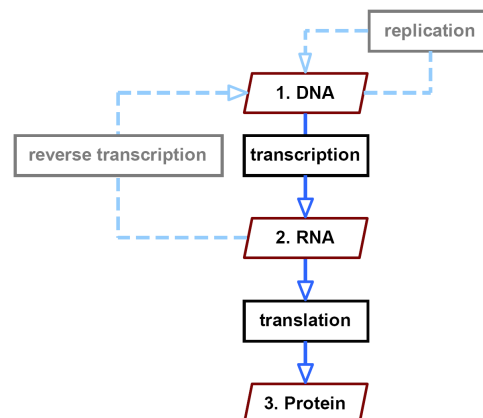 replication
1. DNA
reverse transcription
transcription
2. RNA
translation
3. Protein